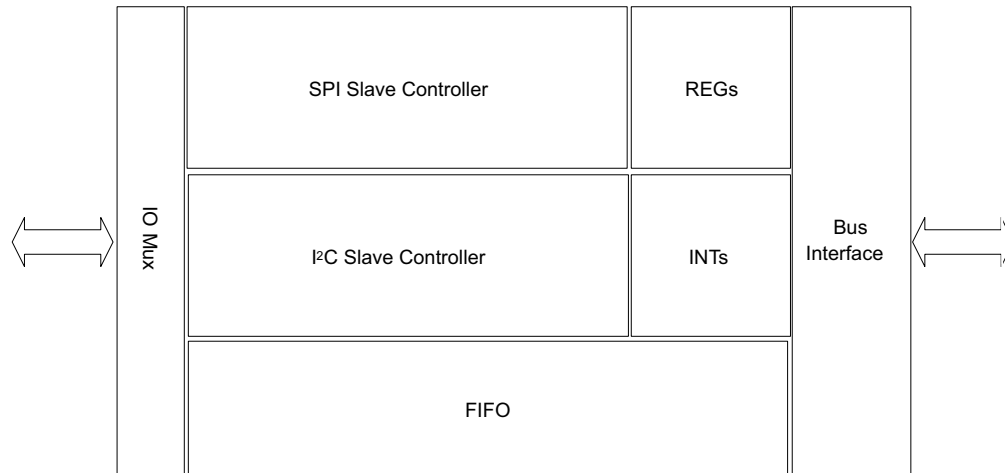 SPI Slave Controller
REGs
IO Mux
I²C Slave Controller
INTs
Bus
Interface
FIFO